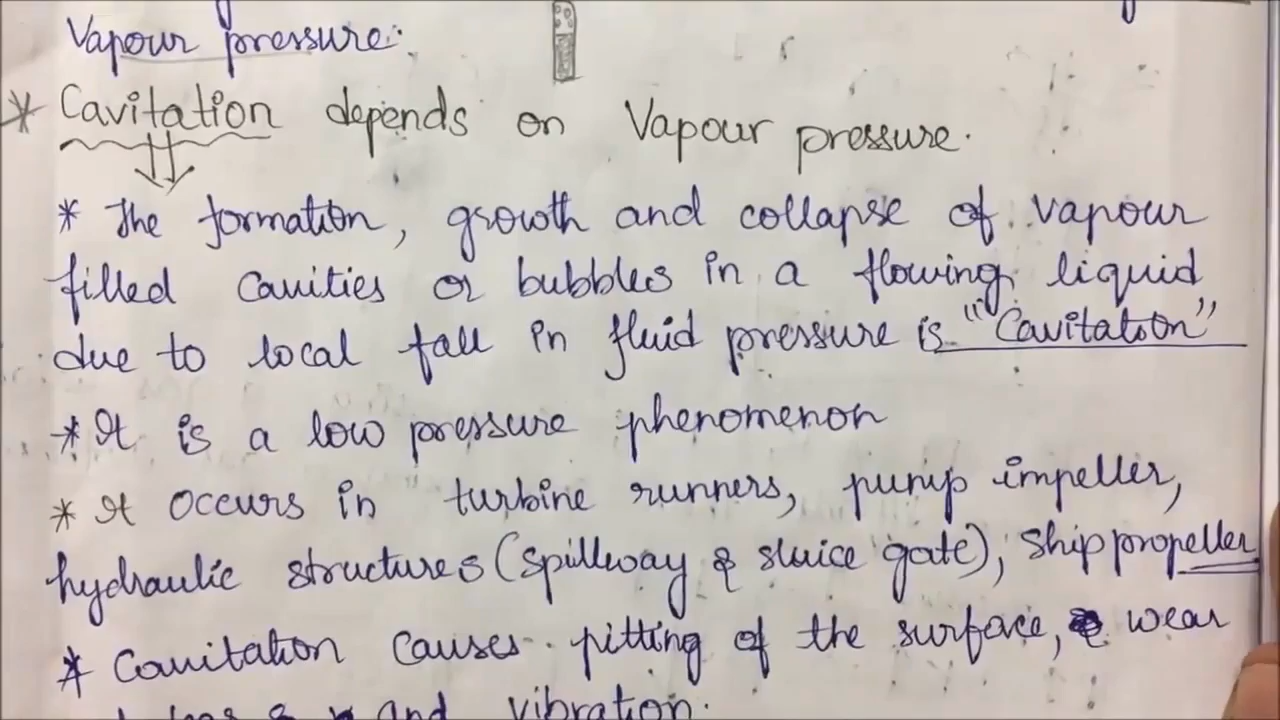 Vapour pressure.
* Cavitation depends on Vapour pressure.
* The formation, growth and collapse of vapour
filled cavities or bubbles in a flowing liquid
due to local fall in fluid pressure is "Cavitation"
* It is a low pressure phenomenon
* It occurs in turbine runners, pump impeller,
hydraulic structures (spillway & sluice gate), ship propeller
* Cavitation causes pitting of the surface, wear
and vibration.